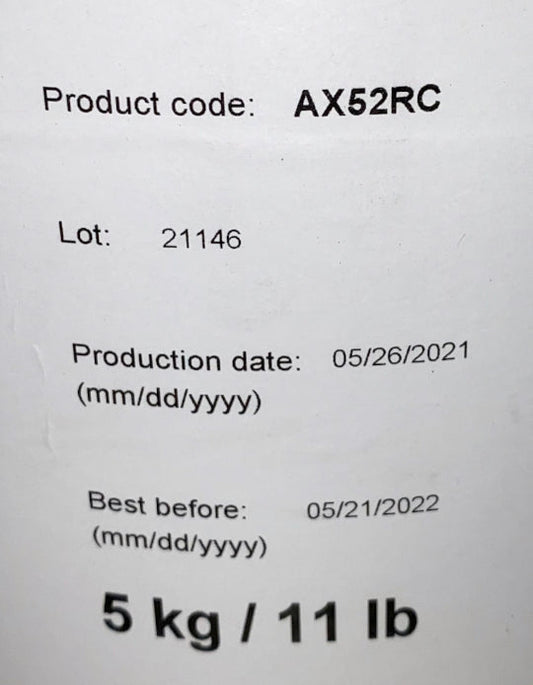 Product code: AX52RC
Lot: 21146
Production date: 05/26/2021
(mm/dd/yyyy)
Best before: 05/21/2022
(mm/dd/yyyy)
5 kg / 11 lb